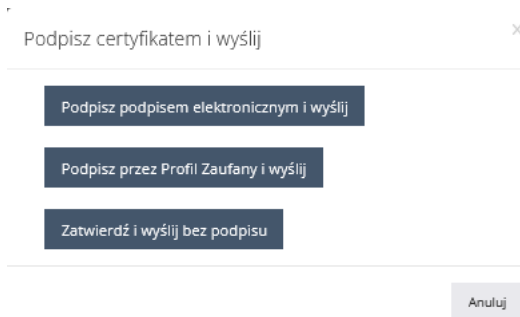 Podpisz certyfikatem i wyślij
x
Podpisz podpisem elektronicznym i wyślij
Podpisz przez Profil Zaufany i wyślij
Zatwierdź i wyślij bez podpisu
Anuluj